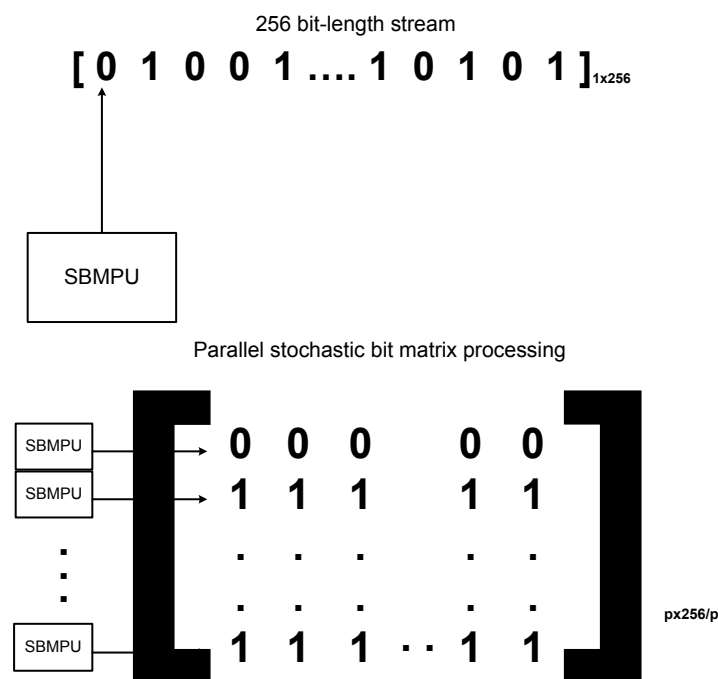 256 bit-length stream
[ 0 1 0 0 1 .... 1 0 1 0 1 ]1x256
SBMPU
Parallel stochastic bit matrix processing
SBMPU 0 0 0 0 0
SBMPU 1 1 1 1 1
. . . . .
. . . . .
px256/p
SBMPU 1 1 1 . . 1 1